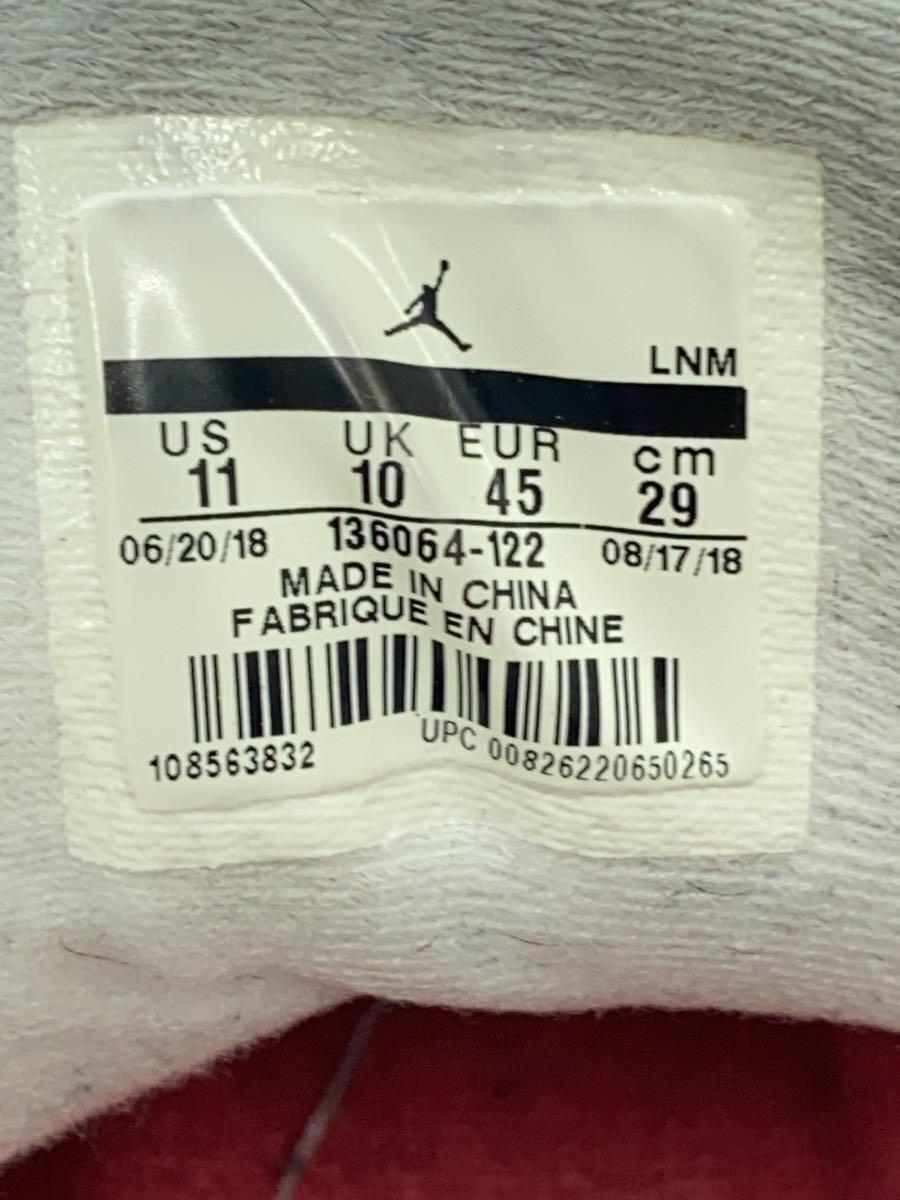 LNM
US UK EUR cm
11 10 45 29
06/20/18 136064-122 08/17/18
MADE IN CHINA
FABRIQUE EN CHINE
108563832 UPC 00826220650265